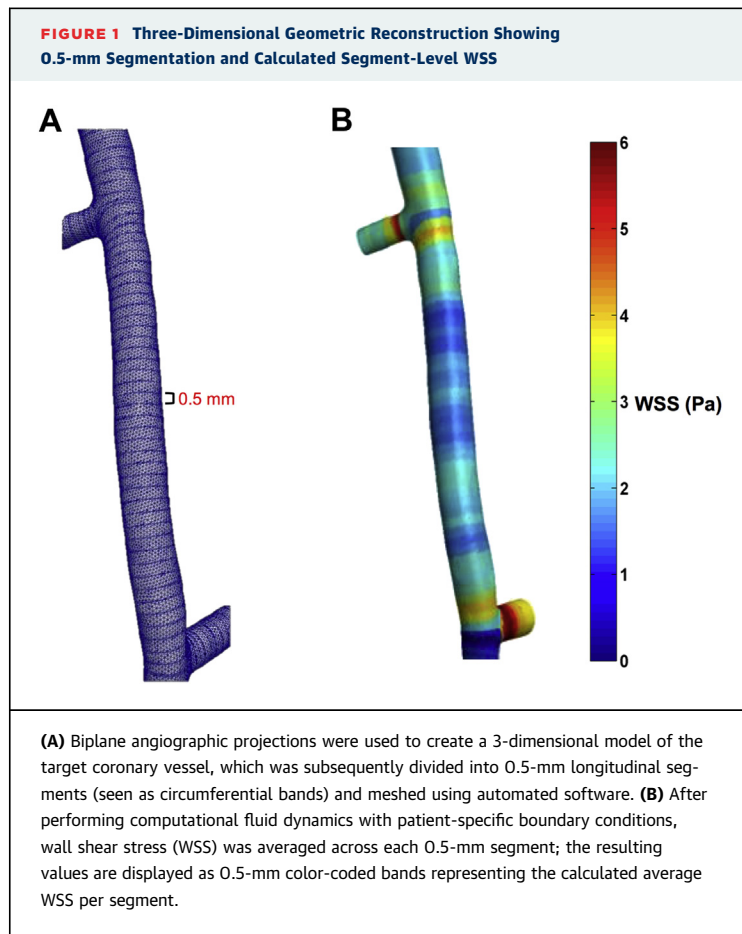 FIGURE 1 Three-Dimensional Geometric Reconstruction Showing
0.5-mm Segmentation and Calculated Segment-Level WSS
A
B
0.5 mm
6
5
4
3
2
1
0
WSS (Pa)
(A) Biplane angiographic projections were used to create a 3-dimensional model of the
target coronary vessel, which was subsequently divided into 0.5-mm longitudinal seg-
ments (seen as circumferential bands) and meshed using automated software. (B) After
performing computational fluid dynamics with patient-specific boundary conditions,
wall shear stress (WSS) was averaged across each 0.5-mm segment; the resulting
values are displayed as 0.5-mm color-coded bands representing the calculated average
WSS per segment.